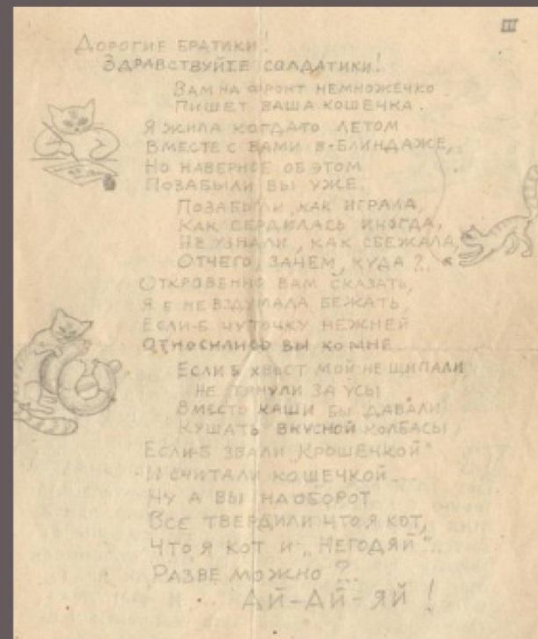 III
ДОРОГИЕ БРАТИКИ!
ЗДРАВСТВУЙТЕ САЛДАТИКИ!
ВАМ НА ФРОНТ НЕМНОЖЕЧКО
ПИШЕТ ВАША КОШЕЧКА.
Я ЖИЛА КОГДАТО ЛЕТОМ
ВМЕСТЕ С ВАМИ В-БЛИНДАЖЕ,
НО НАВЕРНОЕ ОБ ЭТОМ
ПОЗАБЫЛИ ВЫ УЖЕ.
ПОЗАБЫЛИ, КАК ИГРАЛА,
КАК СЕРДИЛАСЬ ИНОГДА,
НЕ УЗНАЛИ, КАК СБЕЖАЛА,
ОТЧЕГО, ЗАЧЕМ, КУДА?..
ОТКРОВЕННО ВАМ СКАЗАТЬ,
Я Б НЕ ВЗДУМАЛА БЕЖАТЬ,
ЕСЛИ-Б ЧУТОЧКУ НЕЖНЕЙ
ОТНОСИЛИСЬ ВЫ КО МНЕ
ЕСЛИ Б ХВОСТ МОЙ НЕ ЩИПАЛИ
НЕ ТЯНУЛИ ЗА УСЫ
ВМЕСТО КАШИ БЫ ДАВАЛИ
КУШАТЬ ВКУСНОЙ КОЛБАСЫ
ЕСЛИ-Б ЗВАЛИ „КРОШЕЧКОЙ"
И СЧИТАЛИ КОШЕЧКОЙ...
НУ А ВЫ НАОБОРОТ
ВСЕ ТВЕРДИЛИ ЧТО Я КОТ,
ЧТО Я КОТ И „НЕГОДЯЙ"..
РАЗВЕ МОЖНО?..
АЙ-АЙ-ЯЙ!